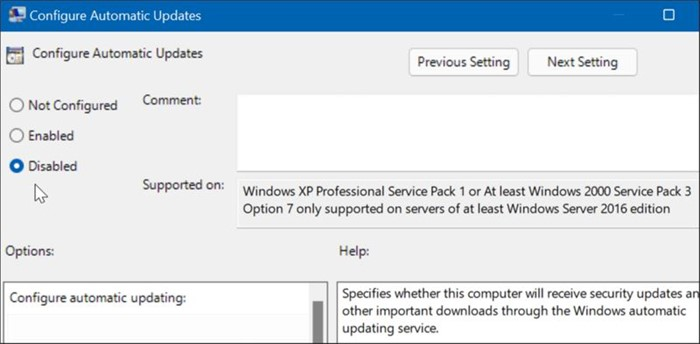 Configure Automatic Updates
Configure Automatic Updates
Previous Setting
Next Setting
Not Configured
Comment:
Enabled
Disabled
Supported on:
Windows XP Professional Service Pack 1 or At least Windows 2000 Service Pack 3
Option 7 only supported on servers of at least Windows Server 2016 edition
Options:
Help:
Configure automatic updating:
Specifies whether this computer will receive security updates an
other important downloads through the Windows automatic
updating service.